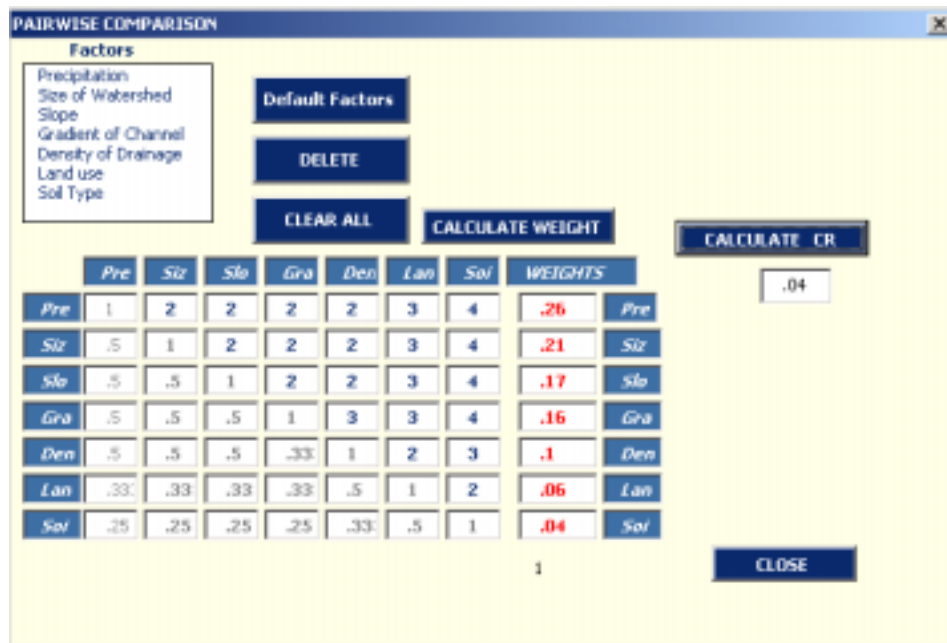 PAIRWISE COMPARISON
Factors
Precipitation
Size of Watershed
Slope
Gradient of Channel
Density of Drainage
Land use
Soil Type
Default Factors
DELETE
CLEAR ALL
CALCULATE WEIGHT
CALCULATE CR
.04
Pre Siz Slo Gra Den Lan Soi WEIGHTS
Pre 1 2 2 2 2 3 4 .26 Pre
Siz .5 1 2 2 2 3 4 .21 Siz
Slo .5 .5 1 2 2 3 4 .17 Slo
Gra .5 .5 .5 1 3 3 4 .16 Gra
Den .5 .5 .5 .33 1 2 3 .1 Den
Lan .33 .33 .33 .33 .5 1 2 .06 Lan
Soi .25 .25 .25 .25 .33 .5 1 .04 Soi
1
CLOSE